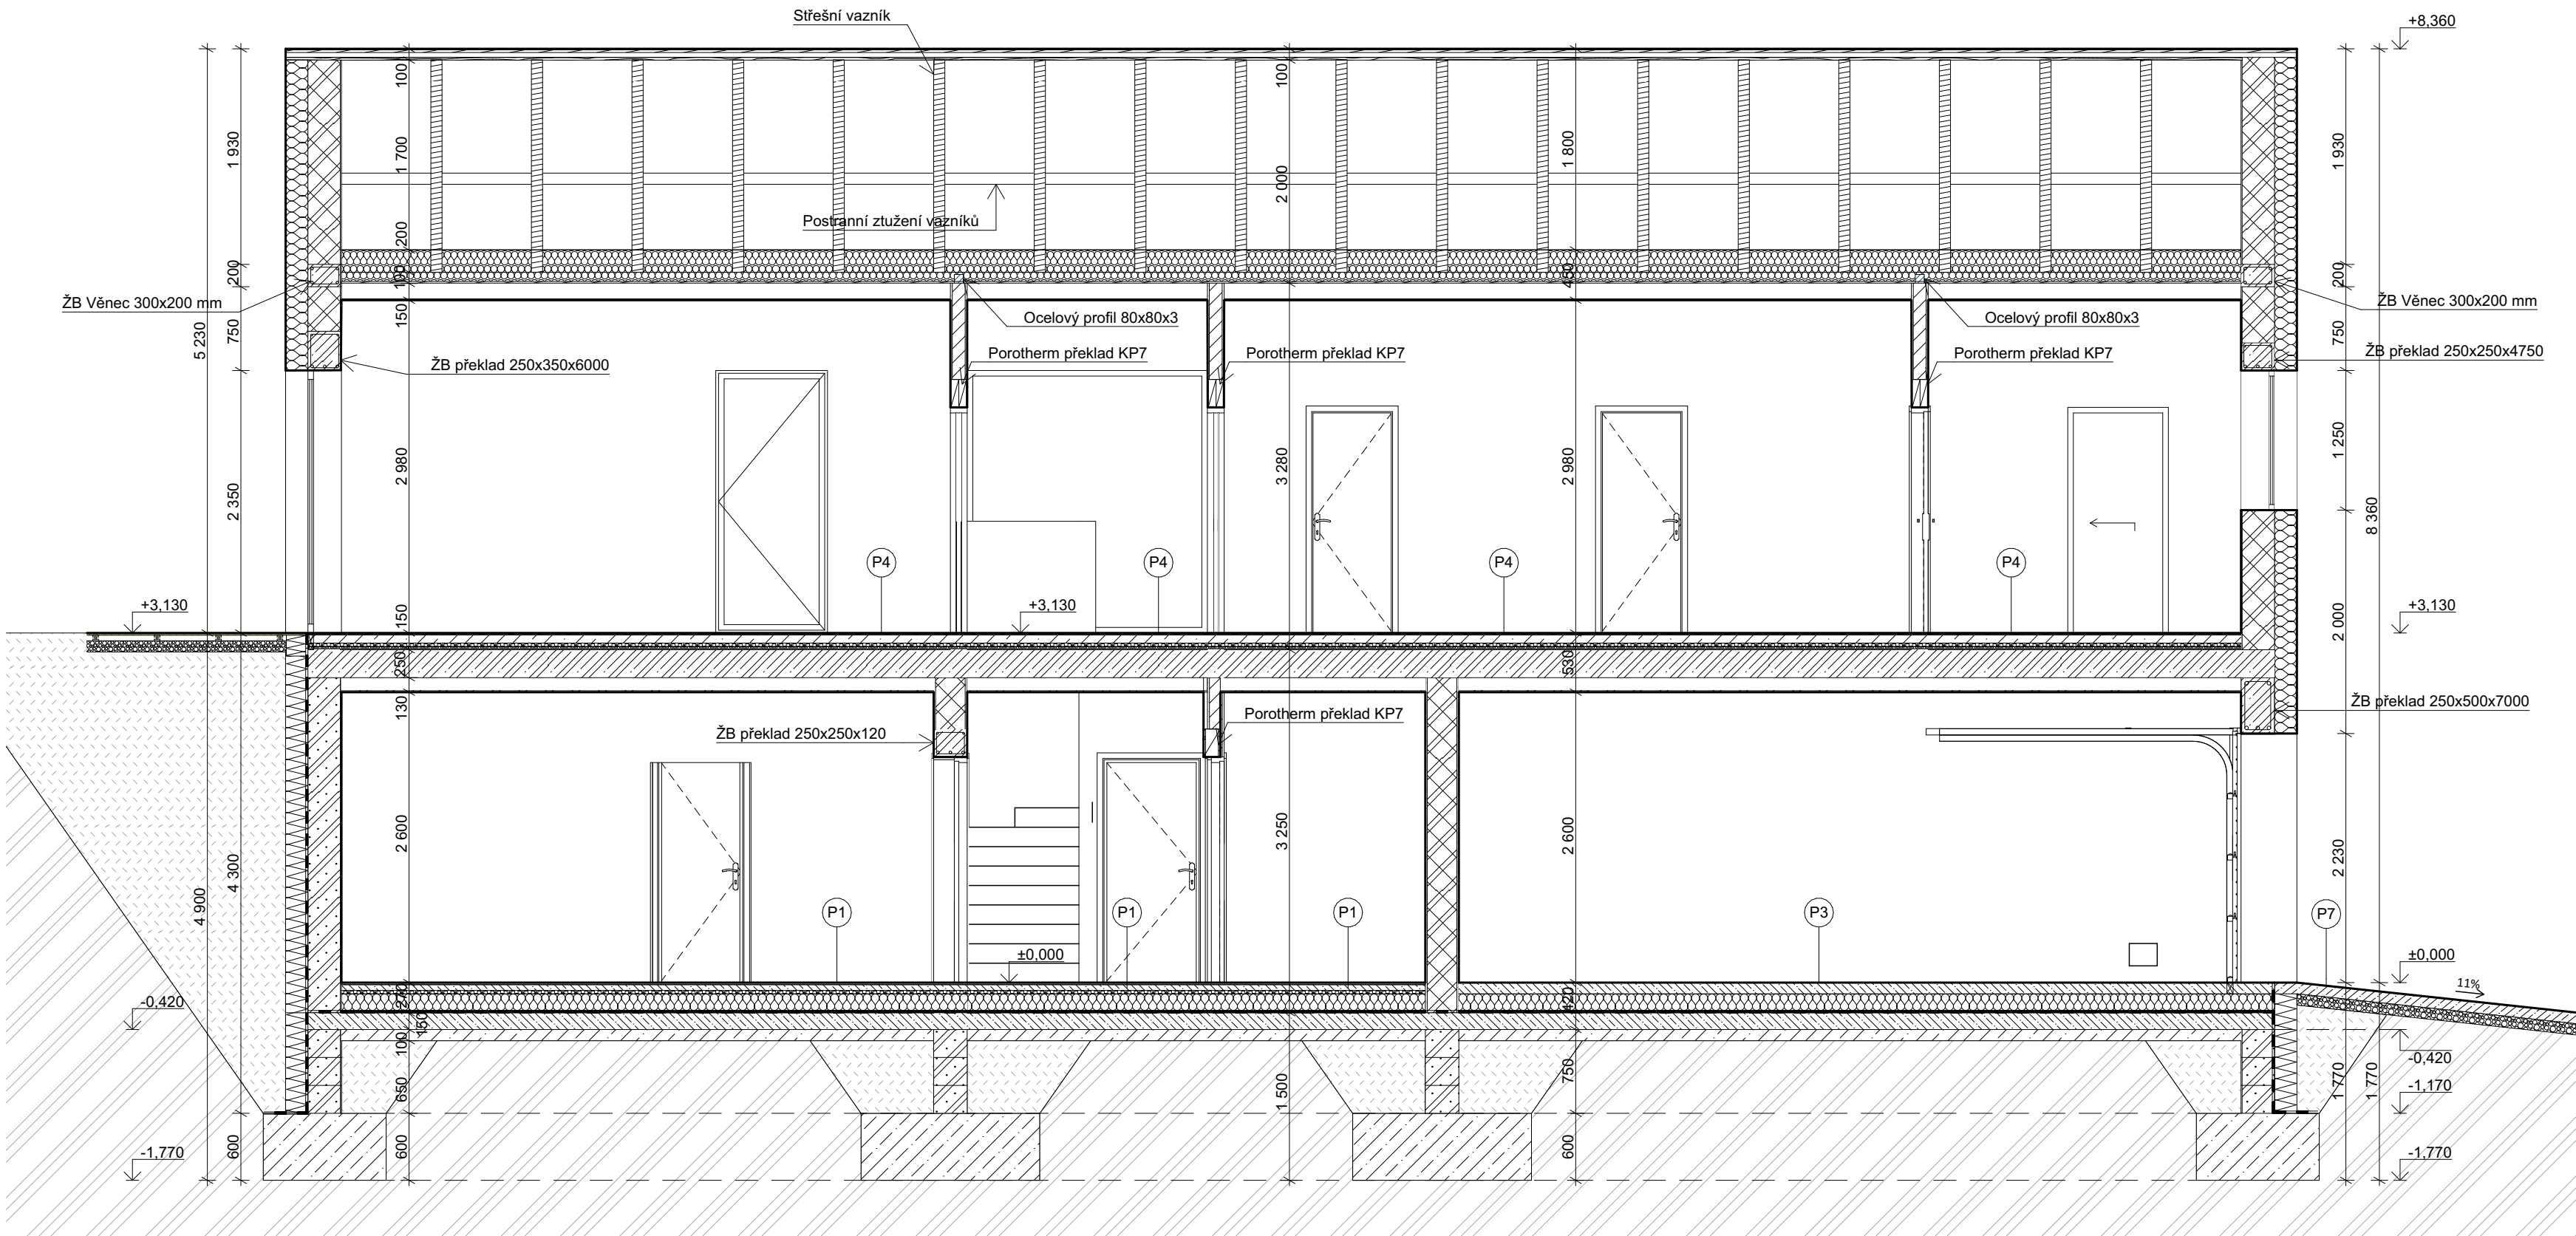 Střešní vazník
+8,360
100
100
1 930
1 700
2 000
1 800
1 930
Postranní ztužení vazníků
200
200
100
450
200
ŽB Věnec 300x200 mm
ŽB Věnec 300x200 mm
150
Ocelový profil 80x80x3
Ocelový profil 80x80x3
5 230
750
750
Porotherm překlad KP7
Porotherm překlad KP7
Porotherm překlad KP7
ŽB překlad 250x350x6000
ŽB překlad 250x250x4750
2 350
2 980
3 280
2 980
1 250
8 360
P4
P4
P4
P4
+3,130
+3,130
+3,130
150
2 000
250
530
130
ŽB překlad 250x250x120
Porotherm překlad KP7
ŽB překlad 250x500x7000
2 600
3 250
2 600
2 230
4 900
4 300
P1
P1
P1
P3
P7
±0,000
±0,000
11%
-0,420
270
420
150
100
-0,420
650
1 500
750
1 770
1 770
-1,170
-1,770
600
600
600
-1,770